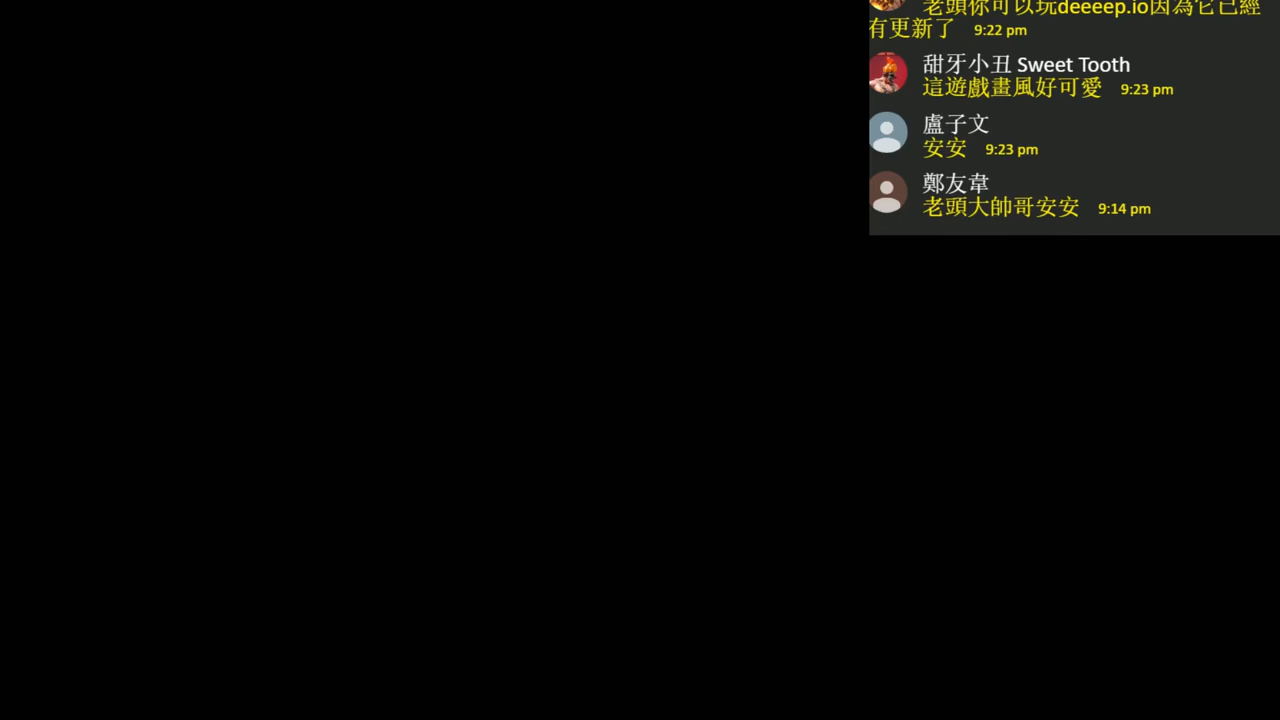 老頭你可以玩deeeep.io因為它已經
有更新了 9:22 pm
甜牙小丑 Sweet Tooth
這遊戲畫風好可愛 9:23 pm
盧子文
安安 9:23 pm
鄭友韋
老頭大帥哥安安 9:14 pm